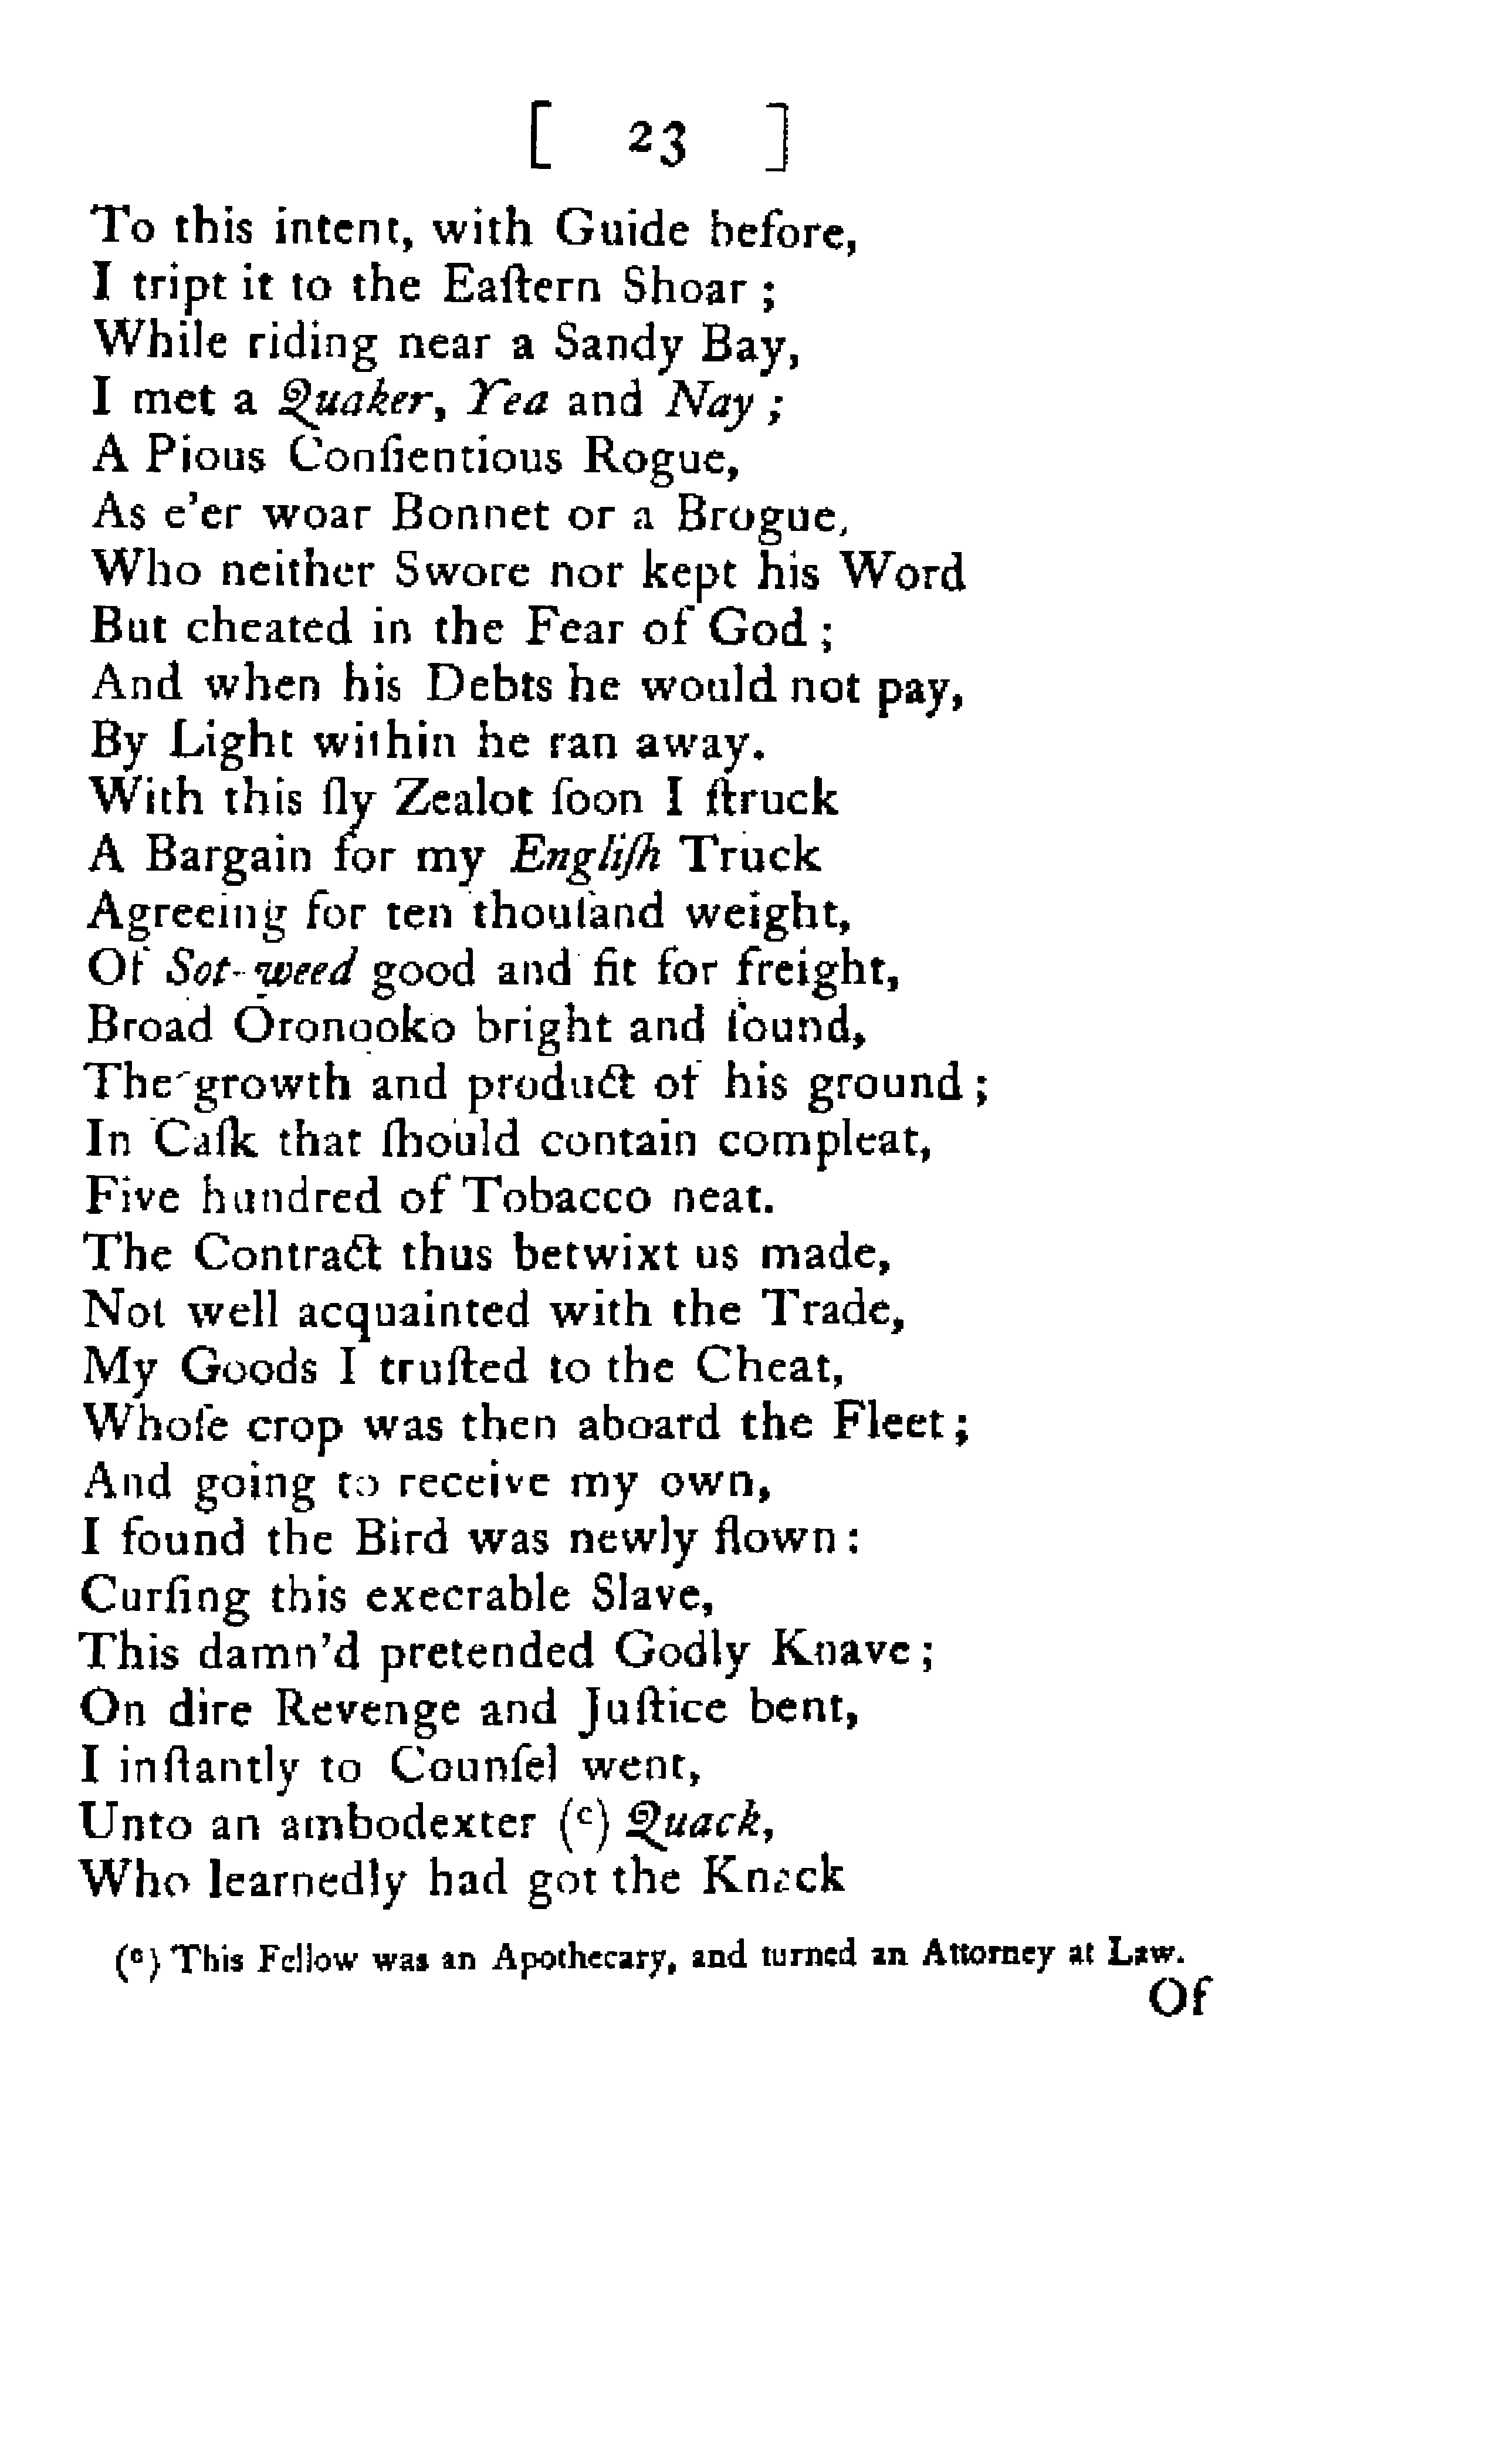 [ 23 ]
To this intent, with Guide before,
I tript it to the Eaſtern Shoar ;
While riding near a Sandy Bay,
I met a Quaker, Yea and Nay ;
A Pious Conſientious Rogue,
As e'er woar Bonnet or a Brogue,
Who neither Swore nor kept his Word
But cheated in the Fear of God ;
And when his Debts he would not pay,
By Light within he ran away.
With this ſly Zealot ſoon I ſtruck
A Bargain for my Engliſh Truck
Agreeing for ten thouſand weight,
Of Sot-weed good and fit for freight,
Broad Oronooko bright and ſound,
The growth and product of his ground ;
In Caſk that ſhould contain compleat,
Five hundred of Tobacco neat.
The Contract thus betwixt us made,
Not well acquainted with the Trade,
My Goods I truſted to the Cheat,
Whoſe crop was then aboard the Fleet ;
And going to receive my own,
I found the Bird was newly flown :
Curſing this execrable Slave,
This damn'd pretended Godly Knave ;
On dire Revenge and Juſtice bent,
I inſtantly to Counſel went,
Unto an ambodexter (c) Quack,
Who learnedly had got the Knack
(c) This Fellow was an Apothecary, and turned an Attorney at Law.
Of